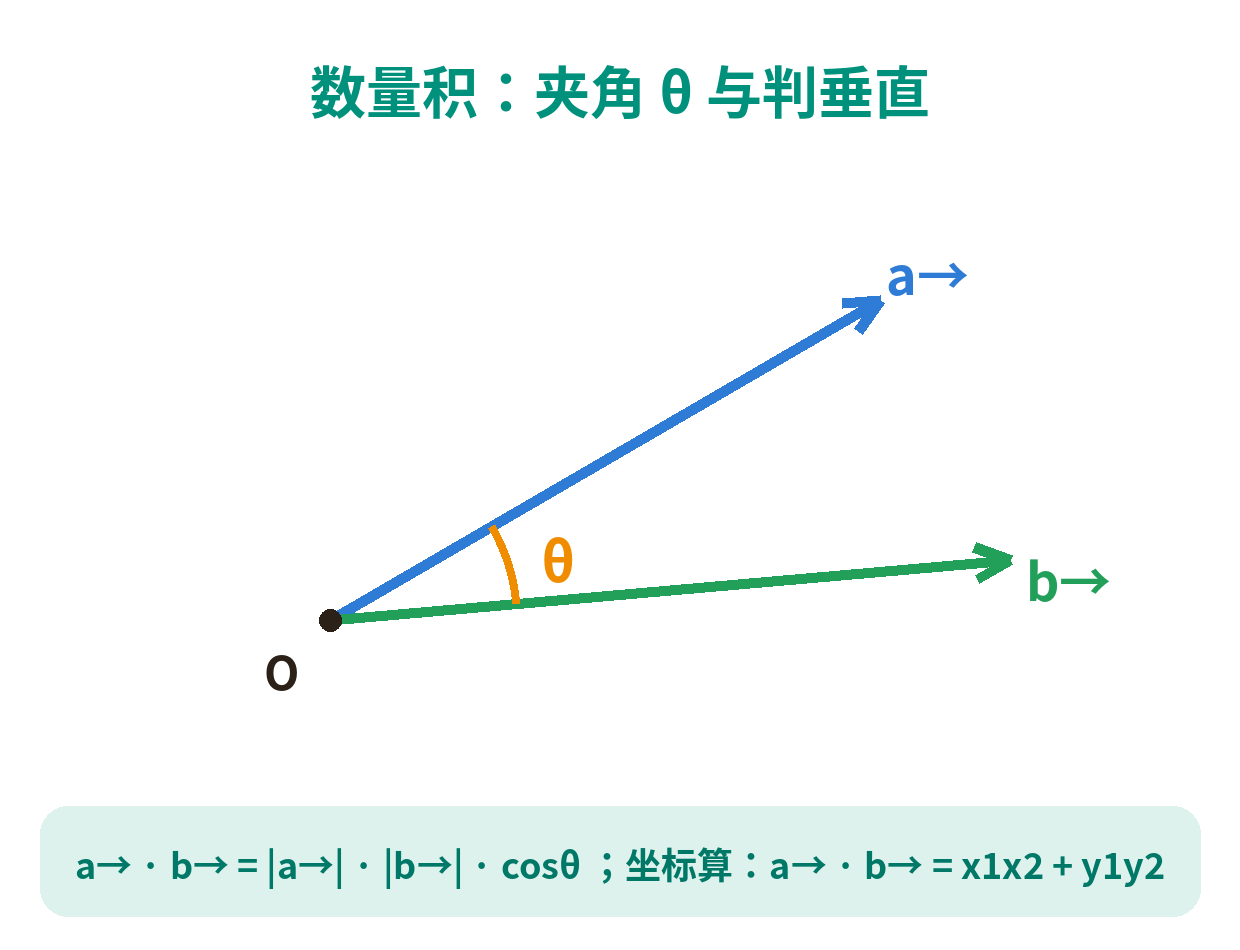 数量积：夹角 θ 与判垂直
a→
θ
b→
O
a→ · b→ = |a→| · |b→| · cosθ ；坐标算：a→ · b→ = x1x2 + y1y2